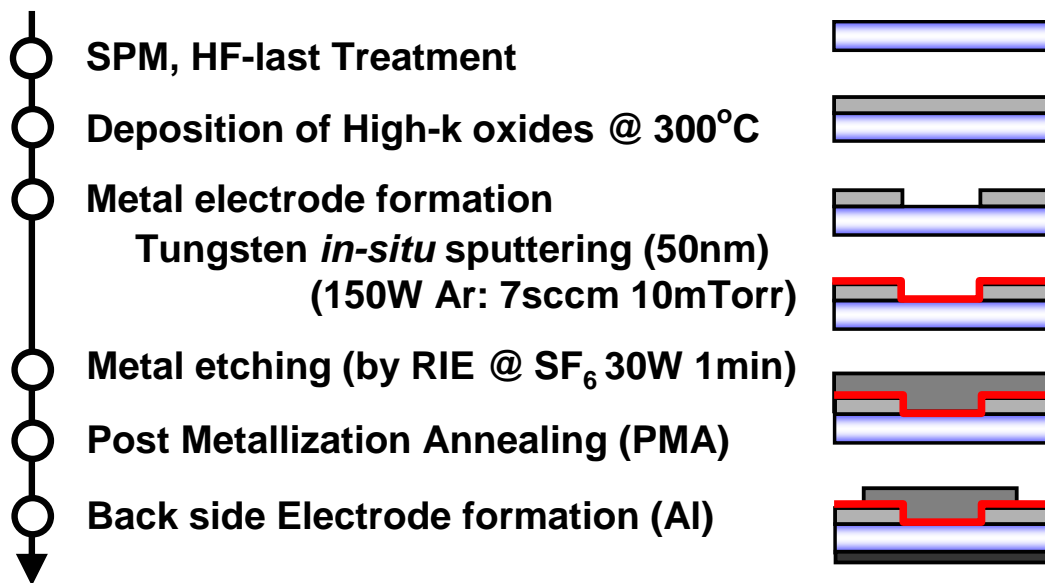 SPM, HF-last Treatment
Deposition of High-k oxides @ 300°C
Metal electrode formation
Tungsten in-situ sputtering (50nm)
(150W Ar: 7sccm 10mTorr)
Metal etching (by RIE @ SF₆ 30W 1min)
Post Metallization Annealing (PMA)
Back side Electrode formation (Al)